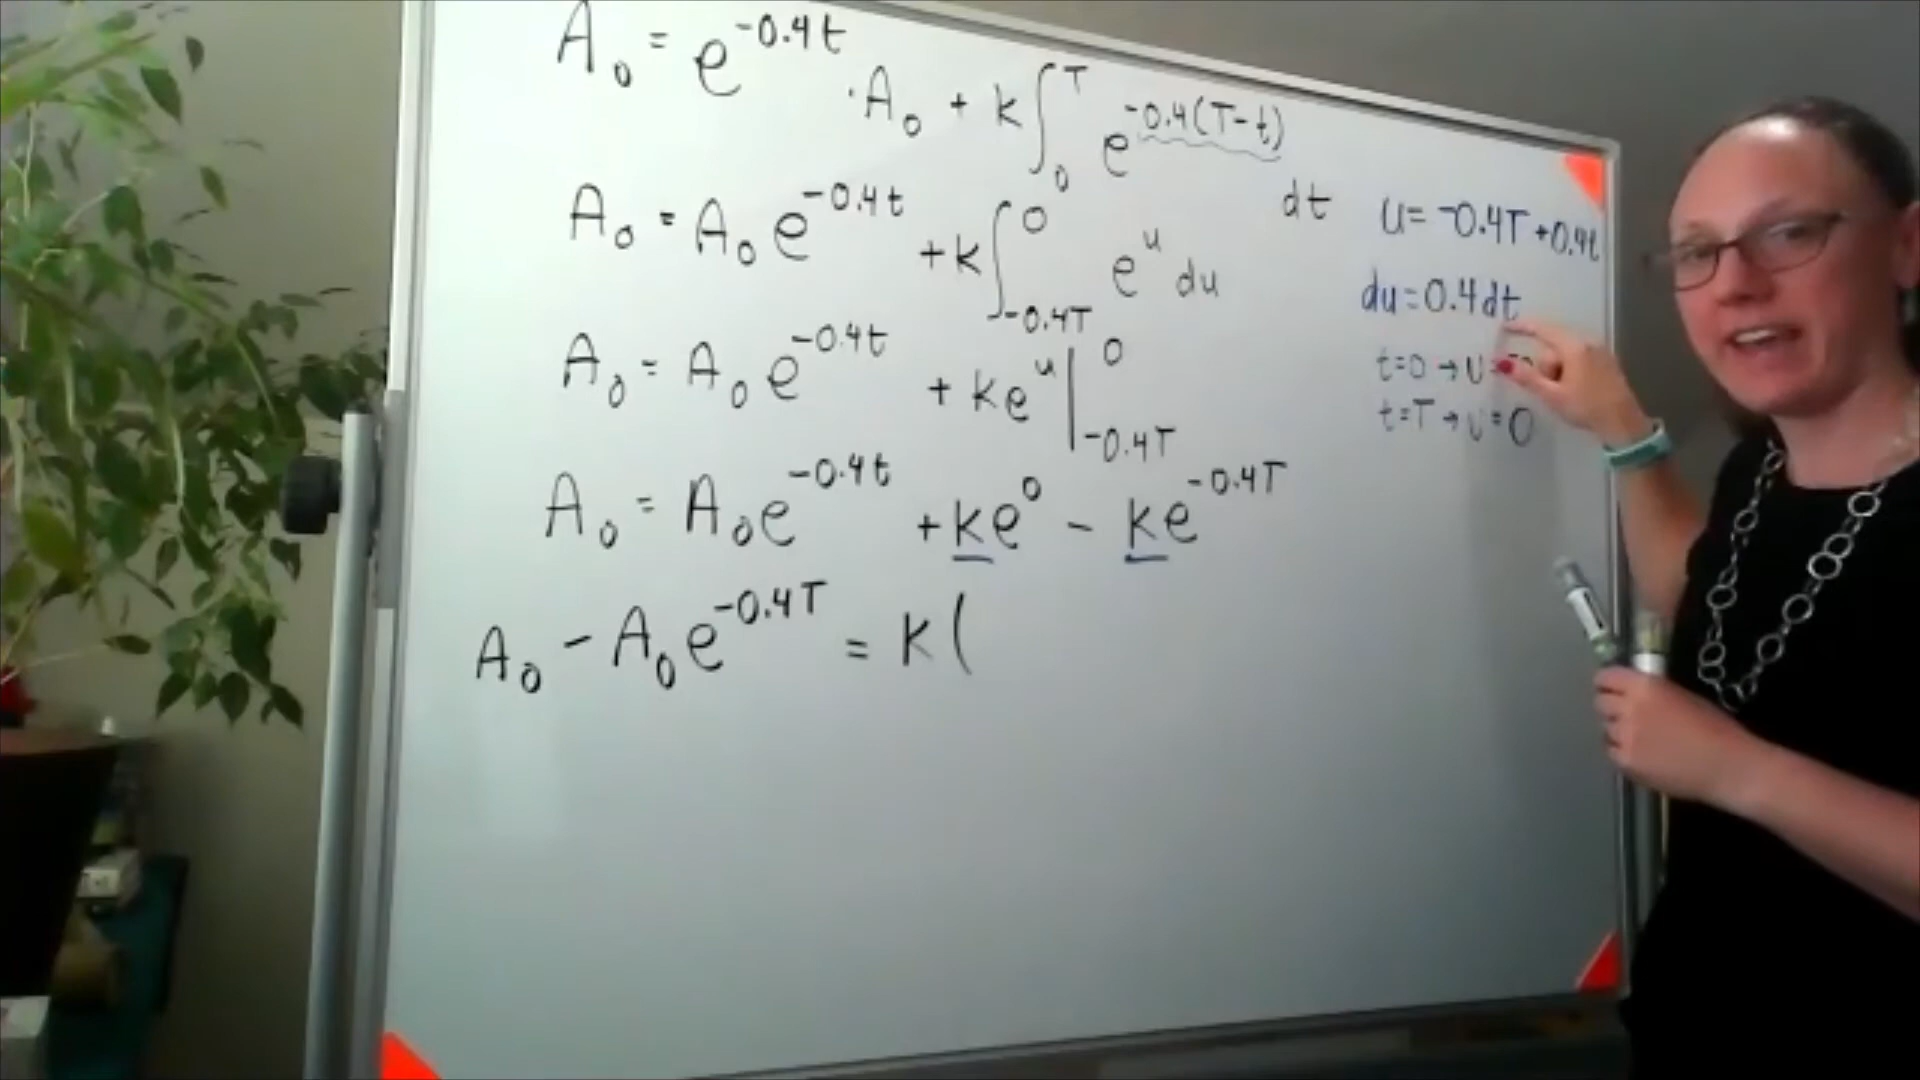 A₀ = e^{-0.4t} · A₀ + k∫₀^T e^{-0.4(T-t)} dt
A₀ = A₀e^{-0.4t} + k∫_{-0.4T}^0 e^u du
A₀ = A₀e^{-0.4t} + ke^u |_{-0.4T}^0
A₀ = A₀e^{-0.4t} + ke^0 - ke^{-0.4T}
A₀ - A₀e^{-0.4T} = k(
u = -0.4T + 0.4t
du = 0.4dt
t=0 → u
t=T → u=0